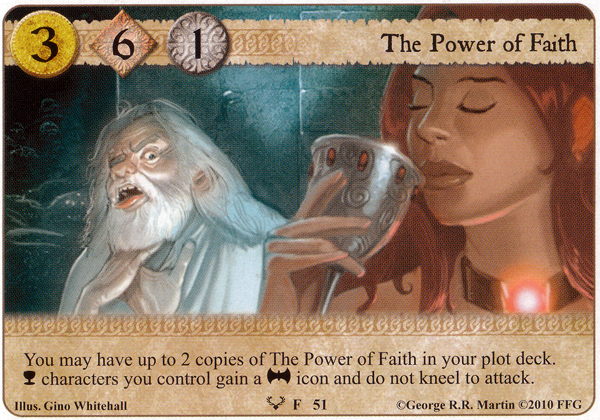 3 6 1 The Power of Faith
You may have up to 2 copies of The Power of Faith in your plot deck.
characters you control gain a icon and do not kneel to attack.
Illus. Gino Whitehall F 51 ©George R.R. Martin ©2010 FFG